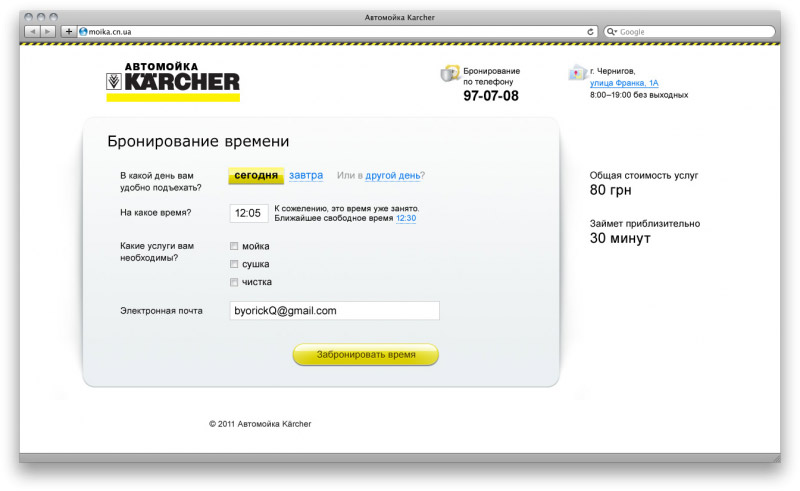 Автомойка Karcher
moika.cn.ua
Google
АВТОМОЙКА
KÄRCHER
Бронирование
по телефону
97-07-08
г. Чернигов,
улица Франка, 1А
8:00–19:00 без выходных
Бронирование времени
В какой день вам
удобно подъехать?
сегодня завтра Или в другой день?
На какое время?
12:05
К сожелению, это время уже занято.
Ближайшее свободное время 12:30
Какие услуги вам
необходимы?
мойка
сушка
чистка
Электронная почта
byorickQ@gmail.com
Забронировать время
Общая стоимость услуг
80 грн
Займет приблизительно
30 минут
© 2011 Автомойка Kärcher